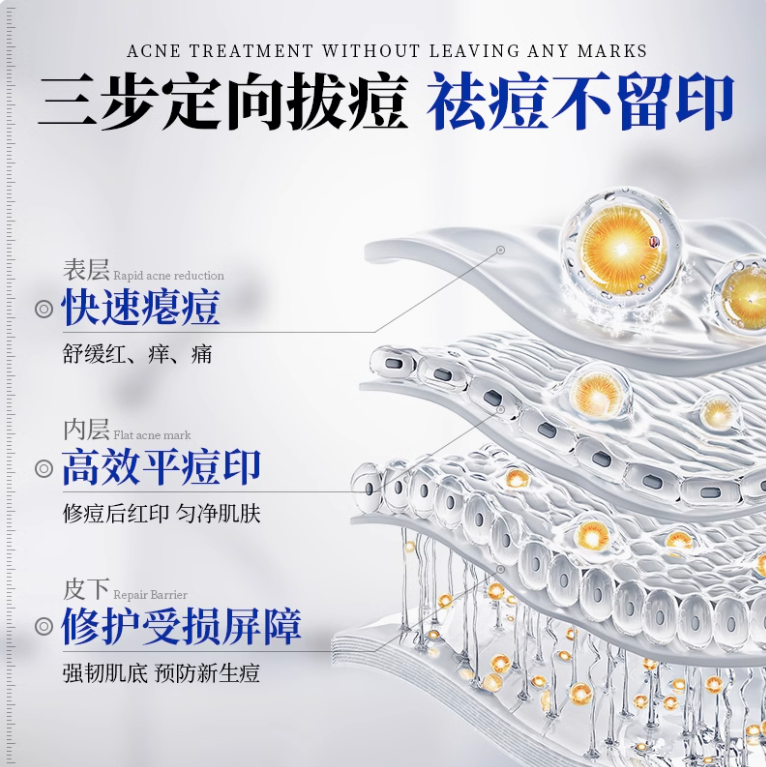 ACNE TREATMENT WITHOUT LEAVING ANY MARKS
三步定向拔痘 祛痘不留印
表层 Rapid acne reduction
快速瘪痘
舒缓红、痒、痛
内层 Flat acne mark
高效平痘印
修痘后红印 匀净肌肤
皮下 Repair Barrier
修护受损屏障
强韧肌底 预防新生痘